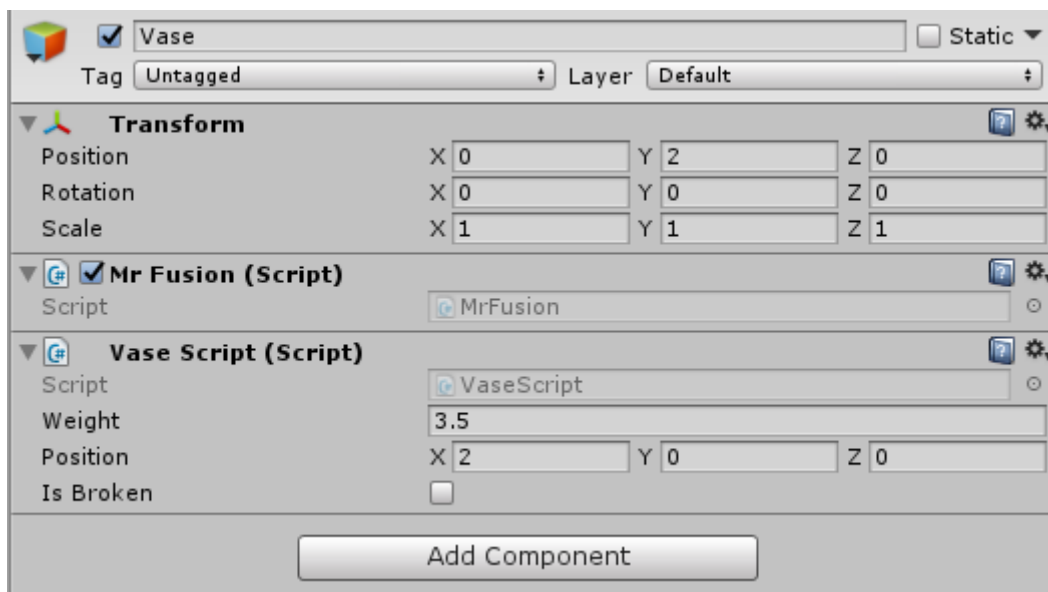 Vase Static
Tag Untagged Layer Default
Transform
Position X 0 Y 2 Z 0
Rotation X 0 Y 0 Z 0
Scale X 1 Y 1 Z 1
C# Mr Fusion (Script)
Script C# MrFusion
C# Vase Script (Script)
Script C# VaseScript
Weight 3.5
Position X 2 Y 0 Z 0
Is Broken
Add Component